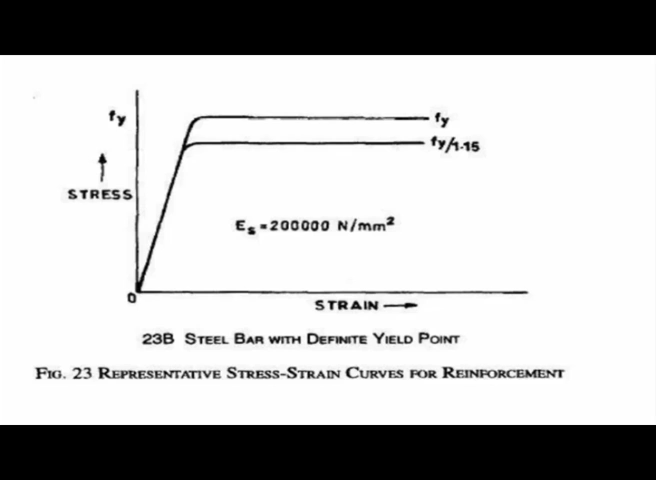 fy
fy
fy/1·15
STRESS
Es = 200000 N/mm²
0
STRAIN
23B STEEL BAR WITH DEFINITE YIELD POINT
FIG. 23 REPRESENTATIVE STRESS-STRAIN CURVES FOR REINFORCEMENT